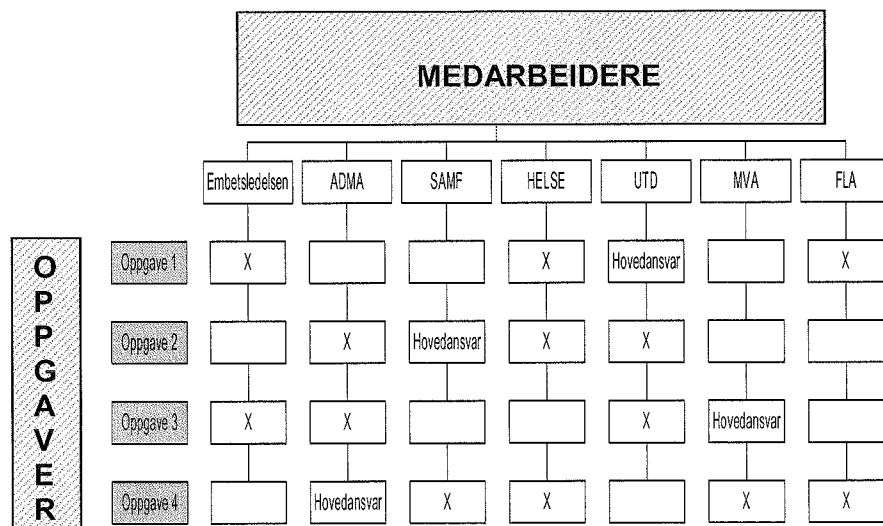 MEDARBEIDERE
Embetsledelsen ADMA SAMF HELSE UTD MVA FLA
OPPGAVER
Oppgave 1 X X Hovedansvar X
Oppgave 2 X Hovedansvar X X
Oppgave 3 X X X Hovedansvar
Oppgave 4 Hovedansvar X X X X